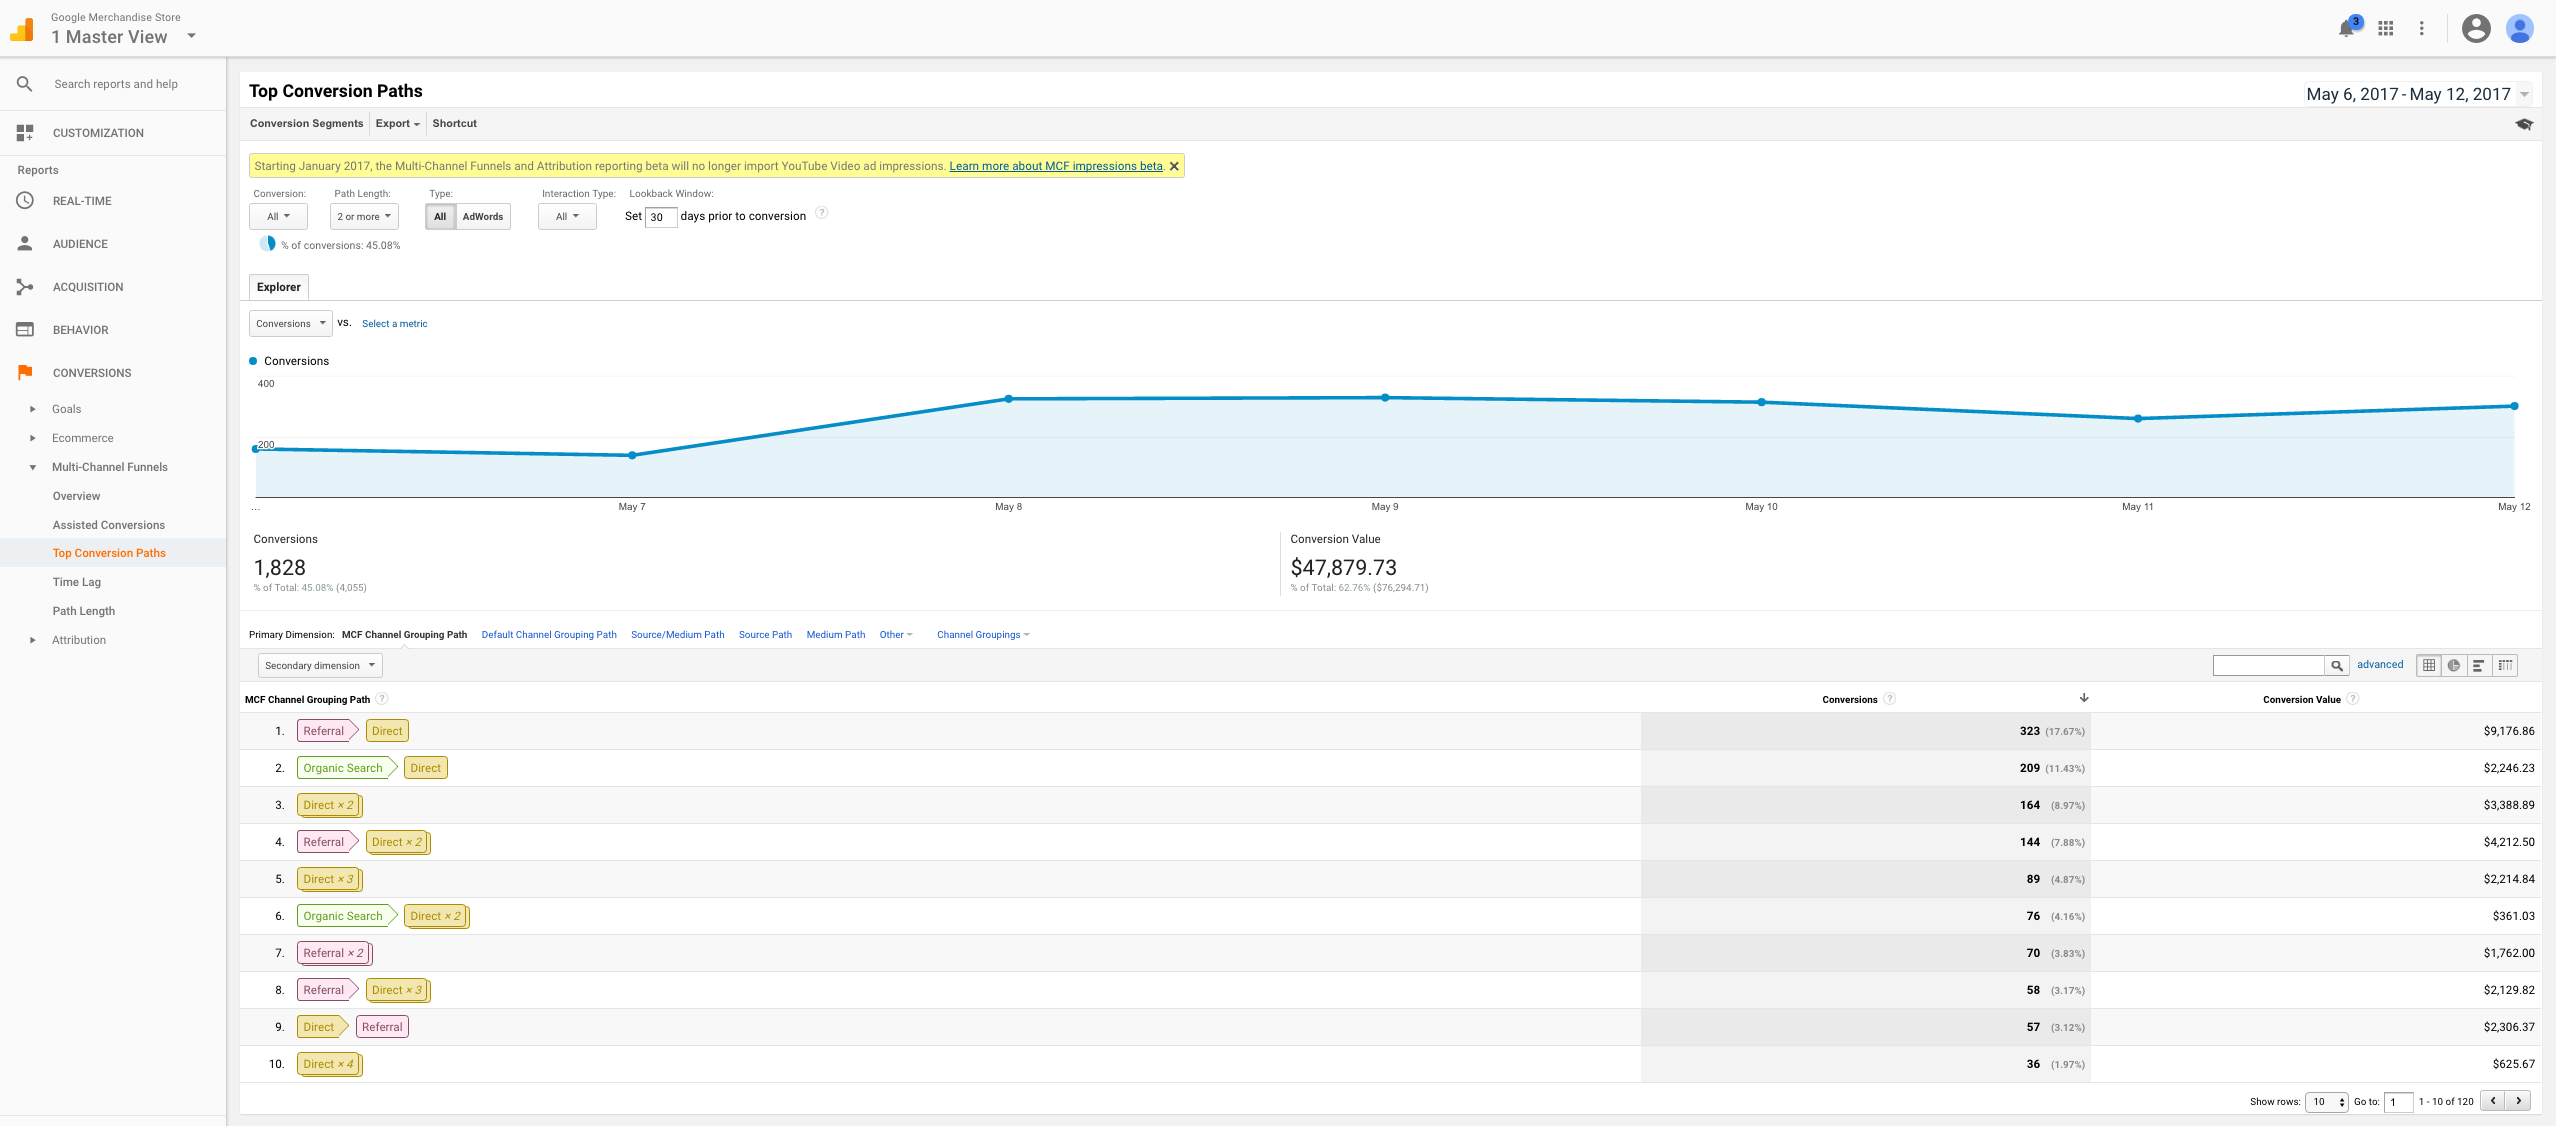 Google Merchandise Store
1 Master View
3
Search reports and help
CUSTOMIZATION
Reports
REAL-TIME
AUDIENCE
ACQUISITION
BEHAVIOR
CONVERSIONS
Goals
Ecommerce
Multi-Channel Funnels
Overview
Assisted Conversions
Top Conversion Paths
Time Lag
Path Length
Attribution
Top Conversion Paths
May 6, 2017 - May 12, 2017
Conversion Segments Export Shortcut
Starting January 2017, the Multi-Channel Funnels and Attribution reporting beta will no longer import YouTube Video ad impressions. Learn more about MCF impressions beta.
Conversion: Path Length: Type: Interaction Type: Lookback Window:
All 2 or more All AdWords All Set 30 days prior to conversion ?
% of conversions: 45.08%
Explorer
Conversions VS. Select a metric
Conversions
400
200
... May 7 May 8 May 9 May 10 May 11 May 12
Conversions Conversion Value
1,828 $47,879.73
% of Total: 45.08% (4,055) % of Total: 62.76% ($76,294.71)
Primary Dimension: MCF Channel Grouping Path Default Channel Grouping Path Source/Medium Path Source Path Medium Path Other Channel Groupings
Secondary dimension advanced
MCF Channel Grouping Path ? Conversions ? Conversion Value ?
1. Referral Direct 323 (17.67%) $9,176.86
2. Organic Search Direct 209 (11.43%) $2,246.23
3. Direct × 2 164 (8.97%) $3,388.89
4. Referral Direct × 2 144 (7.88%) $4,212.50
5. Direct × 3 89 (4.87%) $2,214.84
6. Organic Search Direct × 2 76 (4.16%) $361.03
7. Referral × 2 70 (3.83%) $1,762.00
8. Referral Direct × 3 58 (3.17%) $2,129.82
9. Direct Referral 57 (3.12%) $2,306.37
10. Direct × 4 36 (1.97%) $625.67
Show rows: 10 Go to: 1 1 - 10 of 120